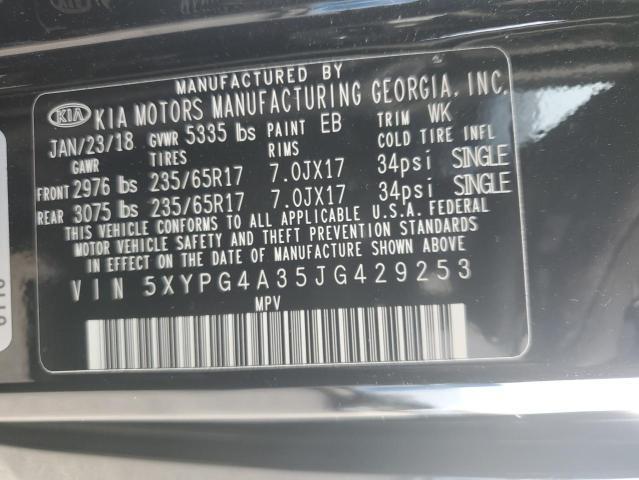 MANUFACTURED BY
KIA KIA MOTORS MANUFACTURING GEORGIA, INC.
JAN/23/18 GVWR 5335 lbs PAINT EB TRIM WK
GAWR TIRES RIMS COLD TIRE INFL
FRONT 2976 lbs 235/65R17 7.0JX17 34psi SINGLE
REAR 3075 lbs 235/65R17 7.0JX17 34psi SINGLE
THIS VEHICLE CONFORMS TO ALL APPLICABLE U.S.A. FEDERAL
MOTOR VEHICLE SAFETY, BUMPER, AND THEFT PREVENTION
STANDARDS IN EFFECT ON THE DATE OF MANUFACTURE SHOWN ABOVE.
VIN 5XYPG4A35JG429253
MPV